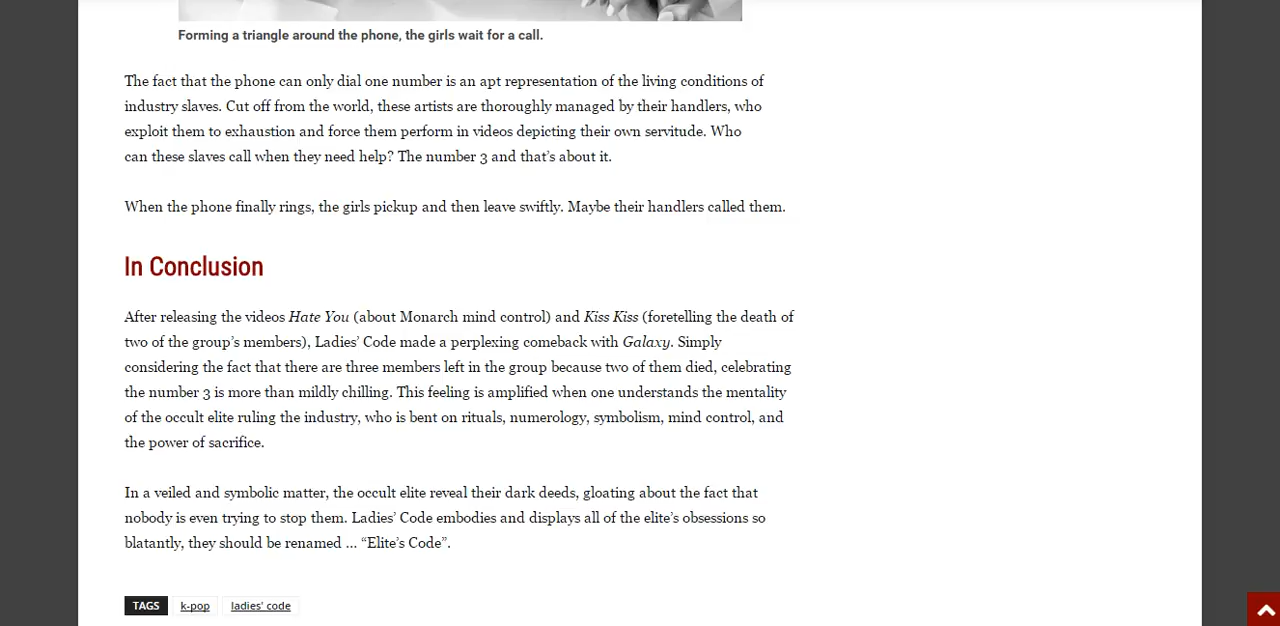 Forming a triangle around the phone, the girls wait for a call.
The fact that the phone can only dial one number is an apt representation of the living conditions of
industry slaves. Cut off from the world, these artists are thoroughly managed by their handlers, who
exploit them to exhaustion and force them perform in videos depicting their own servitude. Who
can these slaves call when they need help? The number 3 and that’s about it.
When the phone finally rings, the girls pickup and then leave swiftly. Maybe their handlers called them.
In Conclusion
After releasing the videos Hate You (about Monarch mind control) and Kiss Kiss (foretelling the death of
two of the group’s members), Ladies’ Code made a perplexing comeback with Galaxy. Simply
considering the fact that there are three members left in the group because two of them died, celebrating
the number 3 is more than mildly chilling. This feeling is amplified when one understands the mentality
of the occult elite ruling the industry, who is bent on rituals, numerology, symbolism, mind control, and
the power of sacrifice.
In a veiled and symbolic matter, the occult elite reveal their dark deeds, gloating about the fact that
nobody is even trying to stop them. Ladies’ Code embodies and displays all of the elite’s obsessions so
blatantly, they should be renamed … “Elite’s Code”.
TAGS k-pop ladies' code